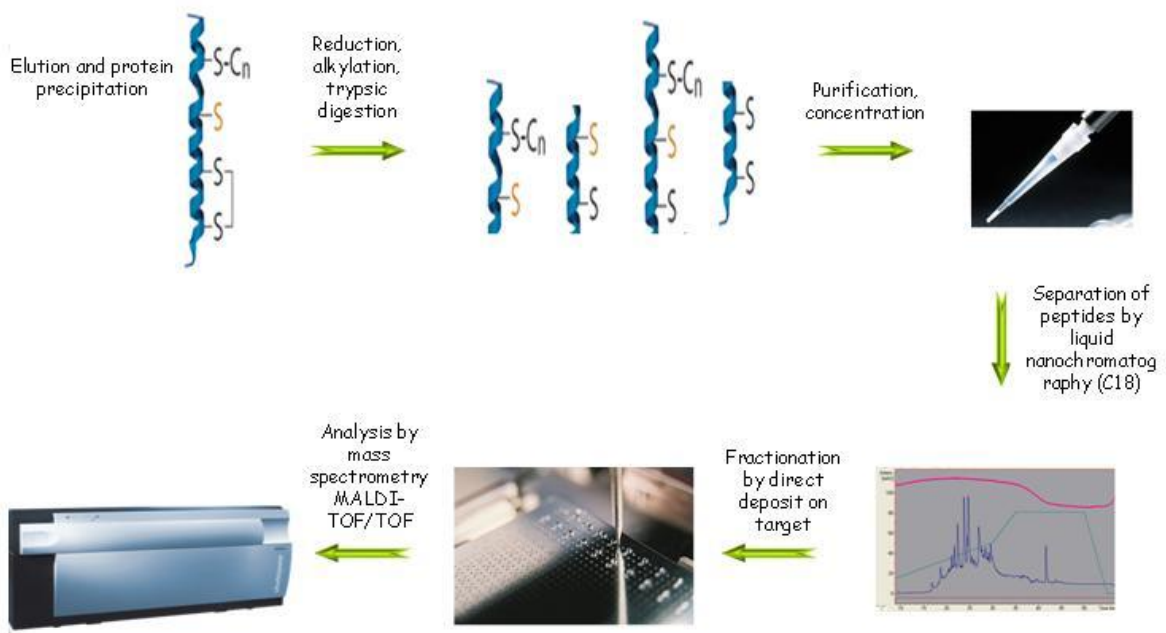 Elution and protein
precipitation
S-Cn
S
S
S
Reduction,
alkylation,
trypsic
digestion
S-Cn
S
S
S
S-Cn
S
S
S
S
Purification,
concentration
Separation of
peptides by
liquid
nanochromatog
raphy (C18)
Analysis by
mass
spectrometry
MALDI-
TOF/TOF
Fractionation
by direct
deposit on
target